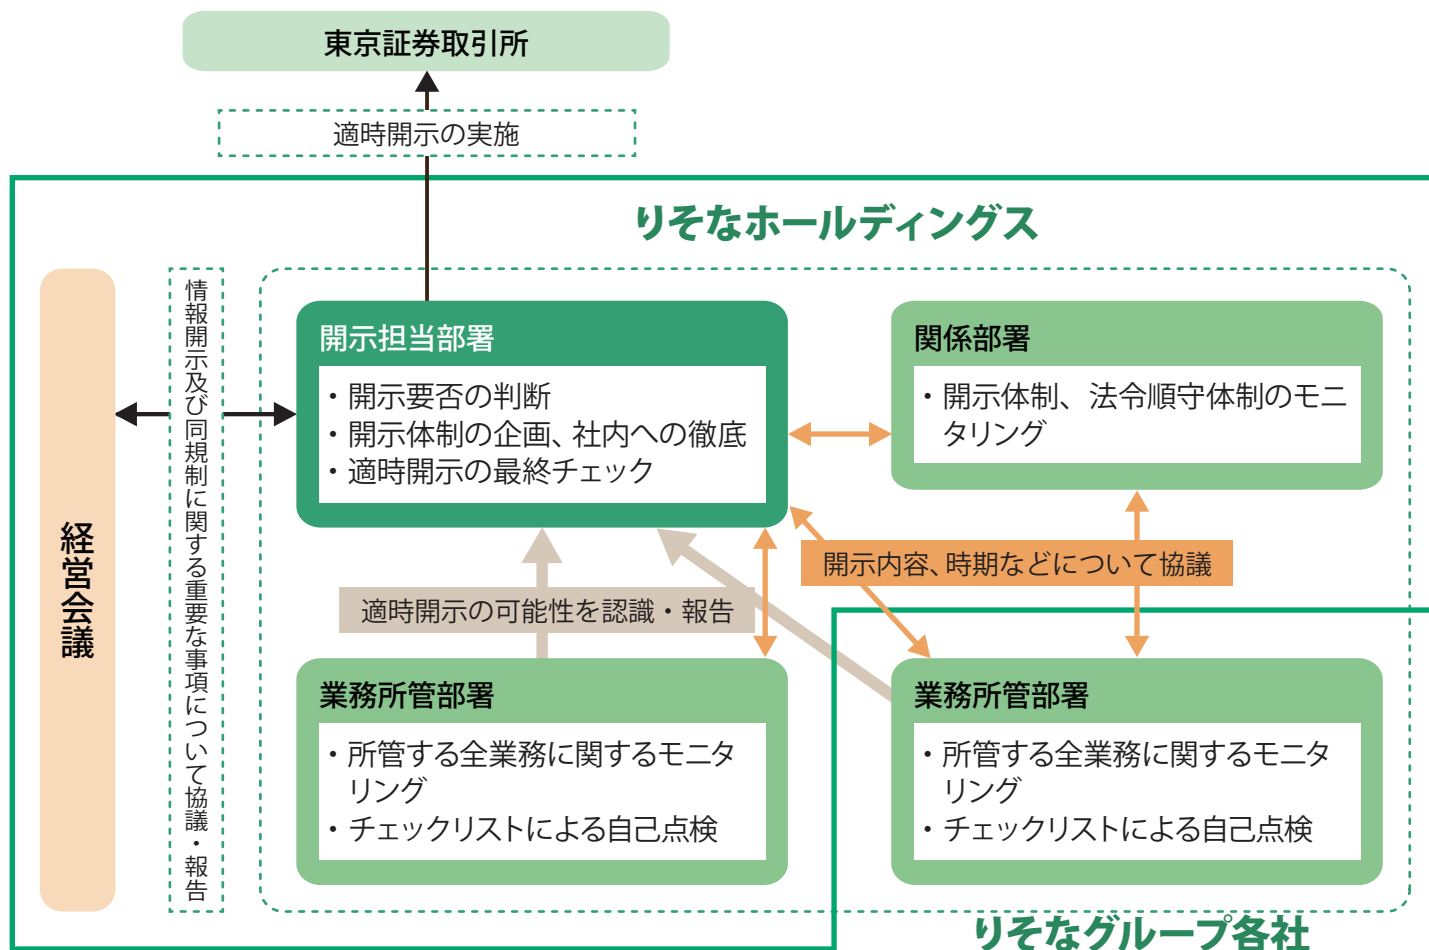 東京証券取引所
適時開示の実施
りそなホールディングス
経営会議
情報開示及び同規制に関する重要な事項について協議・報告
開示担当部署
・開示要否の判断
・開示体制の企画、社内への徹底
・適時開示の最終チェック
関係部署
・開示体制、法令順守体制のモニ
タリング
開示内容、時期などについて協議
適時開示の可能性を認識・報告
業務所管部署
・所管する全業務に関するモニタ
リング
・チェックリストによる自己点検
業務所管部署
・所管する全業務に関するモニタ
リング
・チェックリストによる自己点検
りそなグループ各社